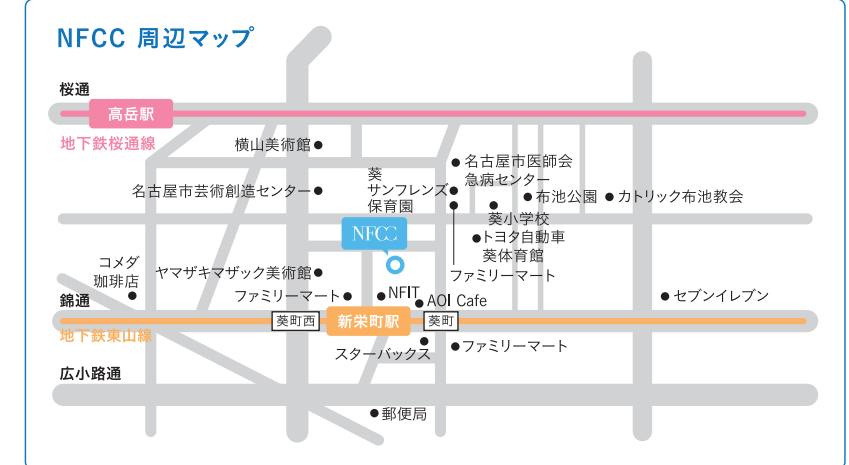 NFCC 周辺マップ
桜通
高岳駅
地下鉄桜通線
横山美術館
名古屋市医師会
急病センター
葵
サンフレンズ
保育園
名古屋市芸術創造センター
布池公園
カトリック布池教会
葵小学校
NFCC
トヨタ自動車
葵体育館
コメダ
珈琲店
ヤマザキマザック美術館
ファミリーマート
ファミリーマート
NFIT
AOI Cafe
セブンイレブン
錦通
葵町西
新栄町駅
葵町
地下鉄東山線
スターバックス
ファミリーマート
広小路通
郵便局